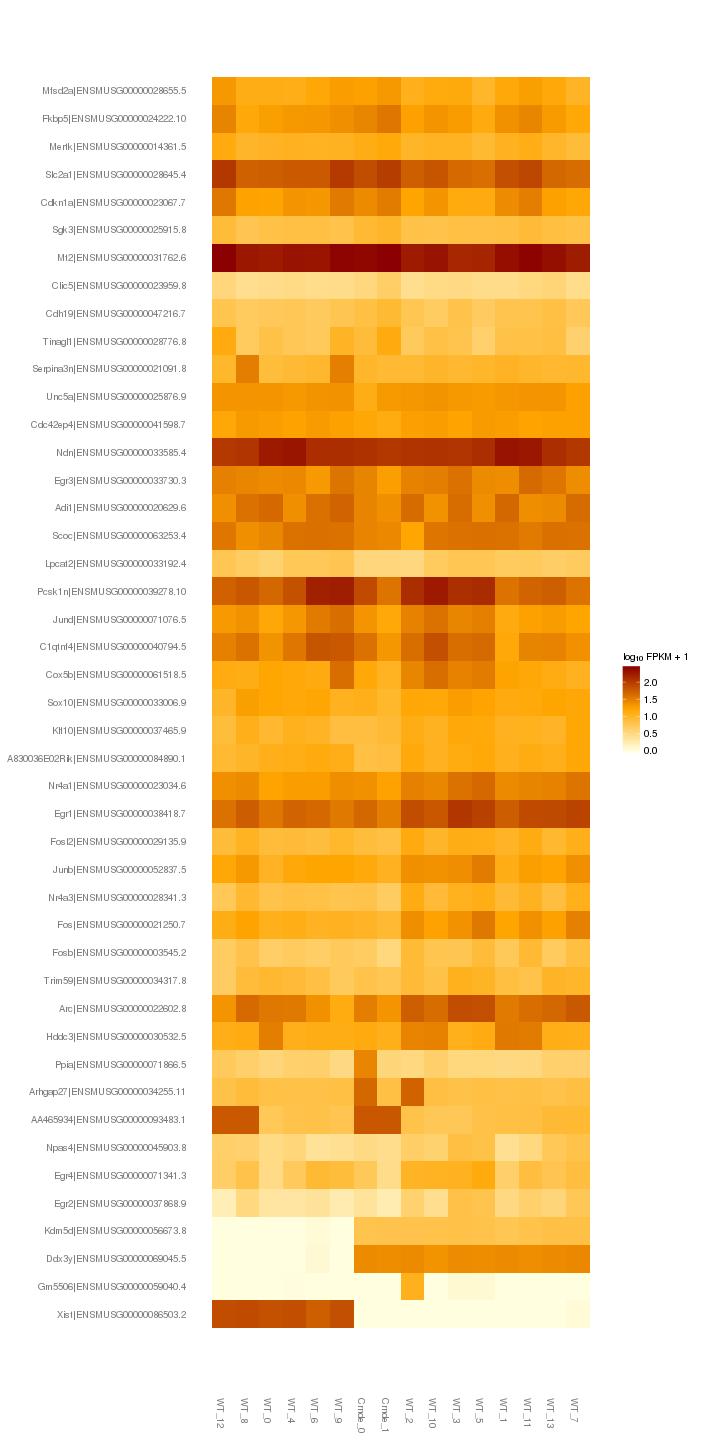 Mfsd2a|ENSMUSG00000028655.5
Fkbp5|ENSMUSG00000024222.10
Mertk|ENSMUSG00000014361.5
Slc2a1|ENSMUSG00000028645.4
Cdkn1a|ENSMUSG00000023067.7
Sgk3|ENSMUSG00000025915.8
Mt2|ENSMUSG00000031762.6
Clic5|ENSMUSG00000023959.8
Cdh19|ENSMUSG00000047216.7
Tinagl1|ENSMUSG00000028776.8
Serpina3n|ENSMUSG00000021091.8
Unc5a|ENSMUSG00000025876.9
Cdc42ep4|ENSMUSG00000041598.7
Ndn|ENSMUSG00000033585.4
Egr3|ENSMUSG00000033730.3
Adi1|ENSMUSG00000020629.6
Scoc|ENSMUSG00000063253.4
Lpcat2|ENSMUSG00000033192.4
Pcsk1n|ENSMUSG00000039278.10
Jund|ENSMUSG00000071076.5
C1qtnf4|ENSMUSG00000040794.5
Cox5b|ENSMUSG00000061518.5
Sox10|ENSMUSG00000033006.9
Klf10|ENSMUSG00000037465.9
A830036E02Rik|ENSMUSG00000084890.1
Nr4a1|ENSMUSG00000023034.6
Egr1|ENSMUSG00000038418.7
Fosl2|ENSMUSG00000029135.9
Junb|ENSMUSG00000052837.5
Nr4a3|ENSMUSG00000028341.3
Fos|ENSMUSG00000021250.7
Fosb|ENSMUSG00000003545.2
Trim59|ENSMUSG00000034317.8
Arc|ENSMUSG00000022602.8
Hddc3|ENSMUSG00000030532.5
Ppia|ENSMUSG00000071866.5
Arhgap27|ENSMUSG00000034255.11
AA465934|ENSMUSG00000093483.1
Npas4|ENSMUSG00000045903.8
Egr4|ENSMUSG00000071341.3
Egr2|ENSMUSG00000037868.9
Kdm5d|ENSMUSG00000056673.8
Ddx3y|ENSMUSG00000069045.5
Gm5506|ENSMUSG00000059040.4
Xist|ENSMUSG00000086503.2
log₁₀ FPKM + 1
2.0
1.5
1.0
0.5
0.0
WT_12
WT_8
WT_0
WT_4
WT_6
WT_9
Crnde_0
Crnde_1
WT_2
WT_10
WT_3
WT_5
WT_1
WT_11
WT_13
WT_7